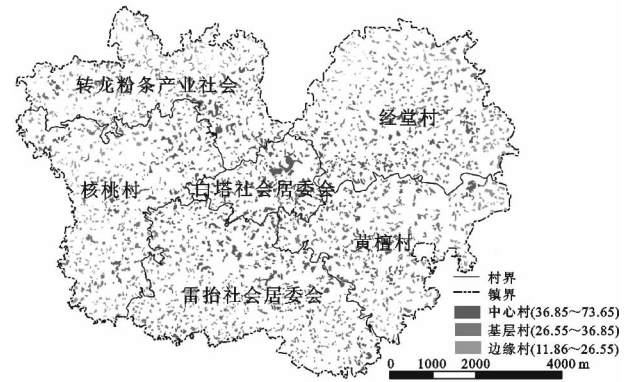 转龙粉条产业社会
经堂村
核桃村
白塔社会居委会
黄檀村
雷抬社会居委会
村界
镇界
中心村(36.85～73.65)
基层村(26.55～36.85)
边缘村(11.86～26.55)
0 1000 2000 4000 m